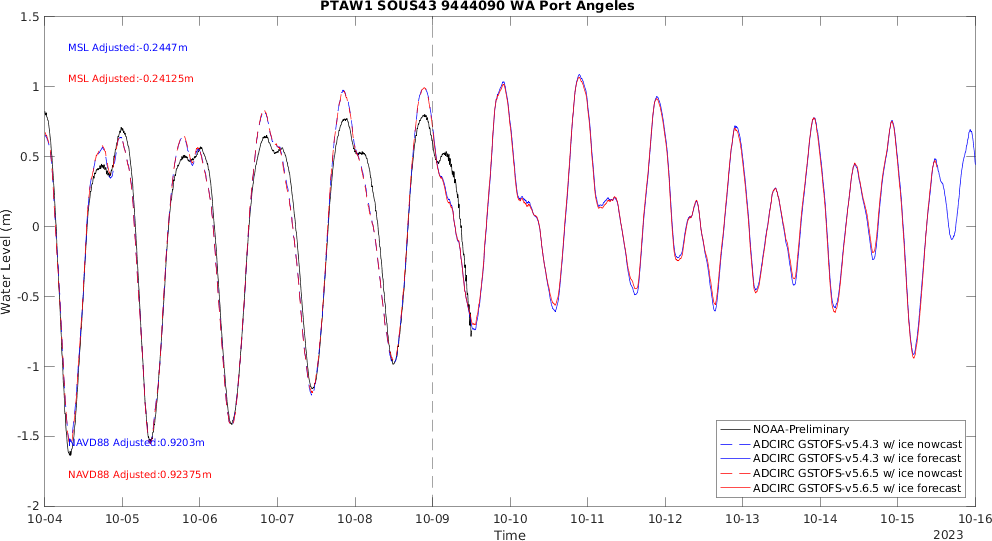 PTAW1 SOUS43 9444090 WA Port Angeles
1.5
1
0.5
0
-0.5
-1
-1.5
-2
Water Level (m)
MSL Adjusted:-0.2447m
MSL Adjusted:-0.24125m
NAVD88 Adjusted:0.9203m
NAVD88 Adjusted:0.92375m
NOAA-Preliminary
ADCIRC GSTOFS-v5.4.3 w/ ice nowcast
ADCIRC GSTOFS-v5.4.3 w/ ice forecast
ADCIRC GSTOFS-v5.6.5 w/ ice nowcast
ADCIRC GSTOFS-v5.6.5 w/ ice forecast
10-04 10-05 10-06 10-07 10-08 10-09 10-10 10-11 10-12 10-13 10-14 10-15 10-16
Time
2023